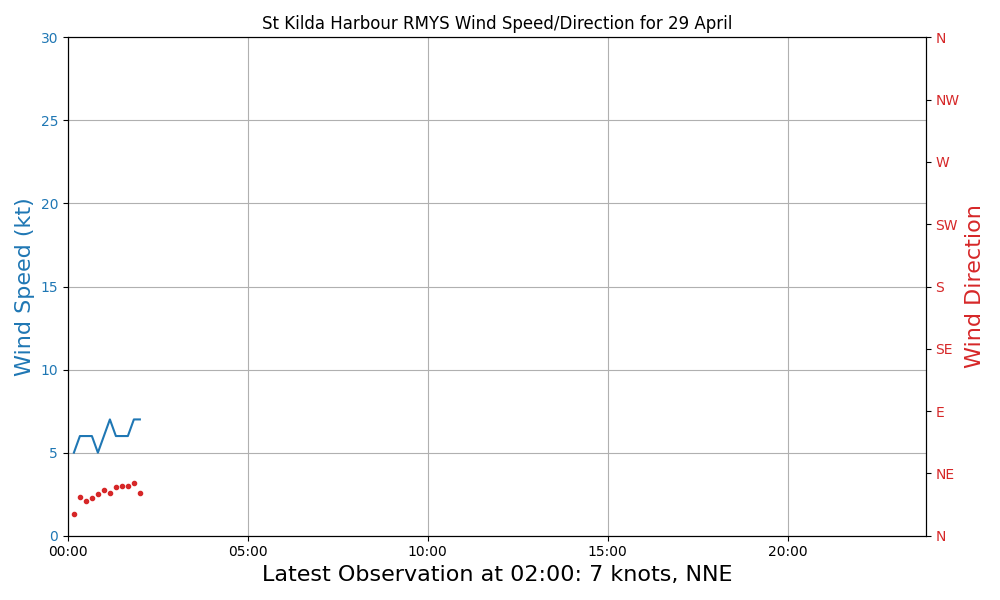 St Kilda Harbour RMYS Wind Speed/Direction for 29 April
30
25
20
15
10
5
0
Wind Speed (kt)
N
NW
W
SW
S
SE
E
NE
N
Wind Direction
00:00
05:00
10:00
15:00
20:00
Latest Observation at 02:00: 7 knots, NNE